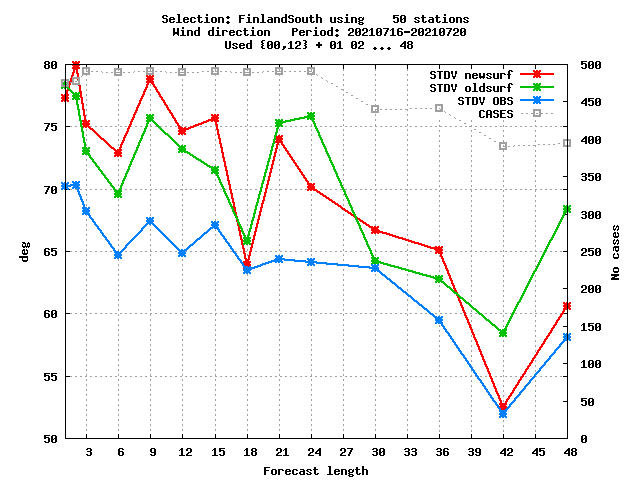 Selection: FinlandSouth using    50 stations
Wind direction   Period: 20210716-20210720
Used {00,12} + 01 02 ... 48
STDV newsurf
STDV oldsurf
STDV OBS
CASES
80
75
70
65
60
55
50
deg
500
450
400
350
300
250
200
150
100
50
0
No cases
3 6 9 12 15 18 21 24 27 30 33 36 39 42 45 48
Forecast length